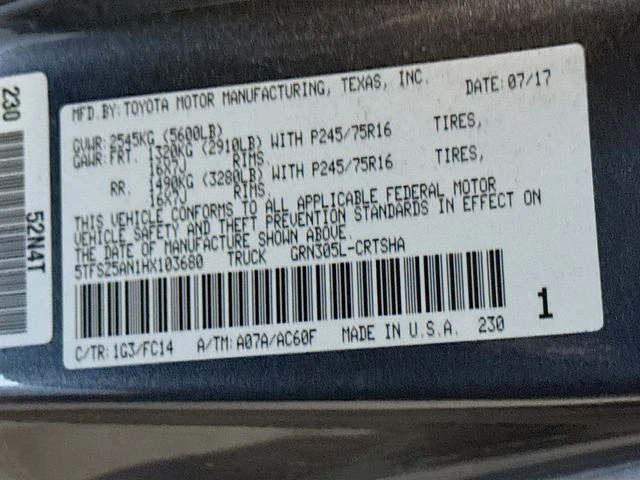 MFD.BY:TOYOTA MOTOR MANUFACTURING, TEXAS, INC. DATE:07/17
GVWR:2545KG (5600LB)
GAWR:FRT. 1320KG (2910LB) WITH P245/75R16 TIRES,
16X7J RIMS.
RR. 1490KG (3280LB) WITH P245/75R16 TIRES,
16X7J RIMS.
THIS VEHICLE CONFORMS TO ALL APPLICABLE FEDERAL MOTOR
VEHICLE SAFETY AND THEFT PREVENTION STANDARDS IN EFFECT ON
THE DATE OF MANUFACTURE SHOWN ABOVE.
5TFSZ5AN1HX103680 TRUCK GRN305L-CRTSHA
C/TR:1G3/FC14 A/TM:A07A/AC60F MADE IN U.S.A. 230
1
230
52N4T